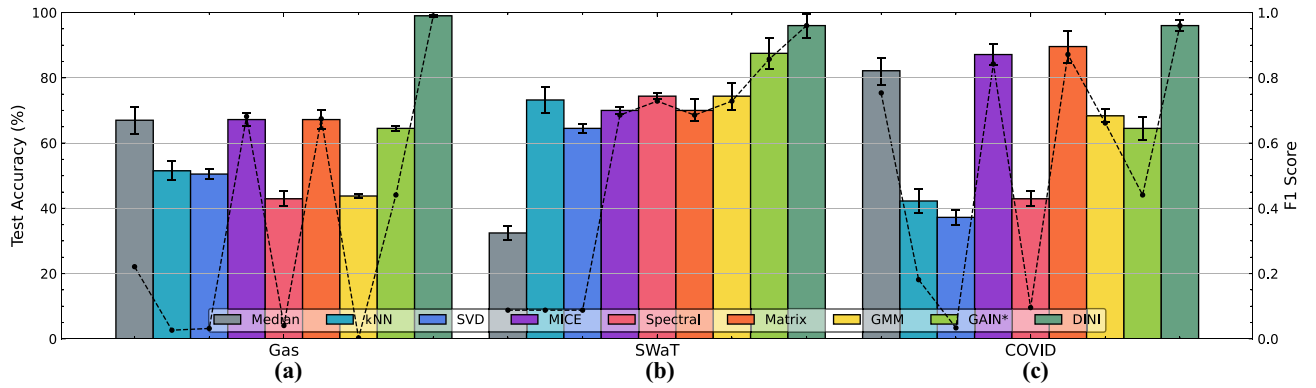 100 1.0
80 0.8
60 0.6
40 0.4
20 0.2
0 0.0
Test Accuracy (%)
F1 Score
Median kNN SVD MICE Spectral Matrix GMM GAIN* DINI
Gas SWaT COVID
(a) (b) (c)